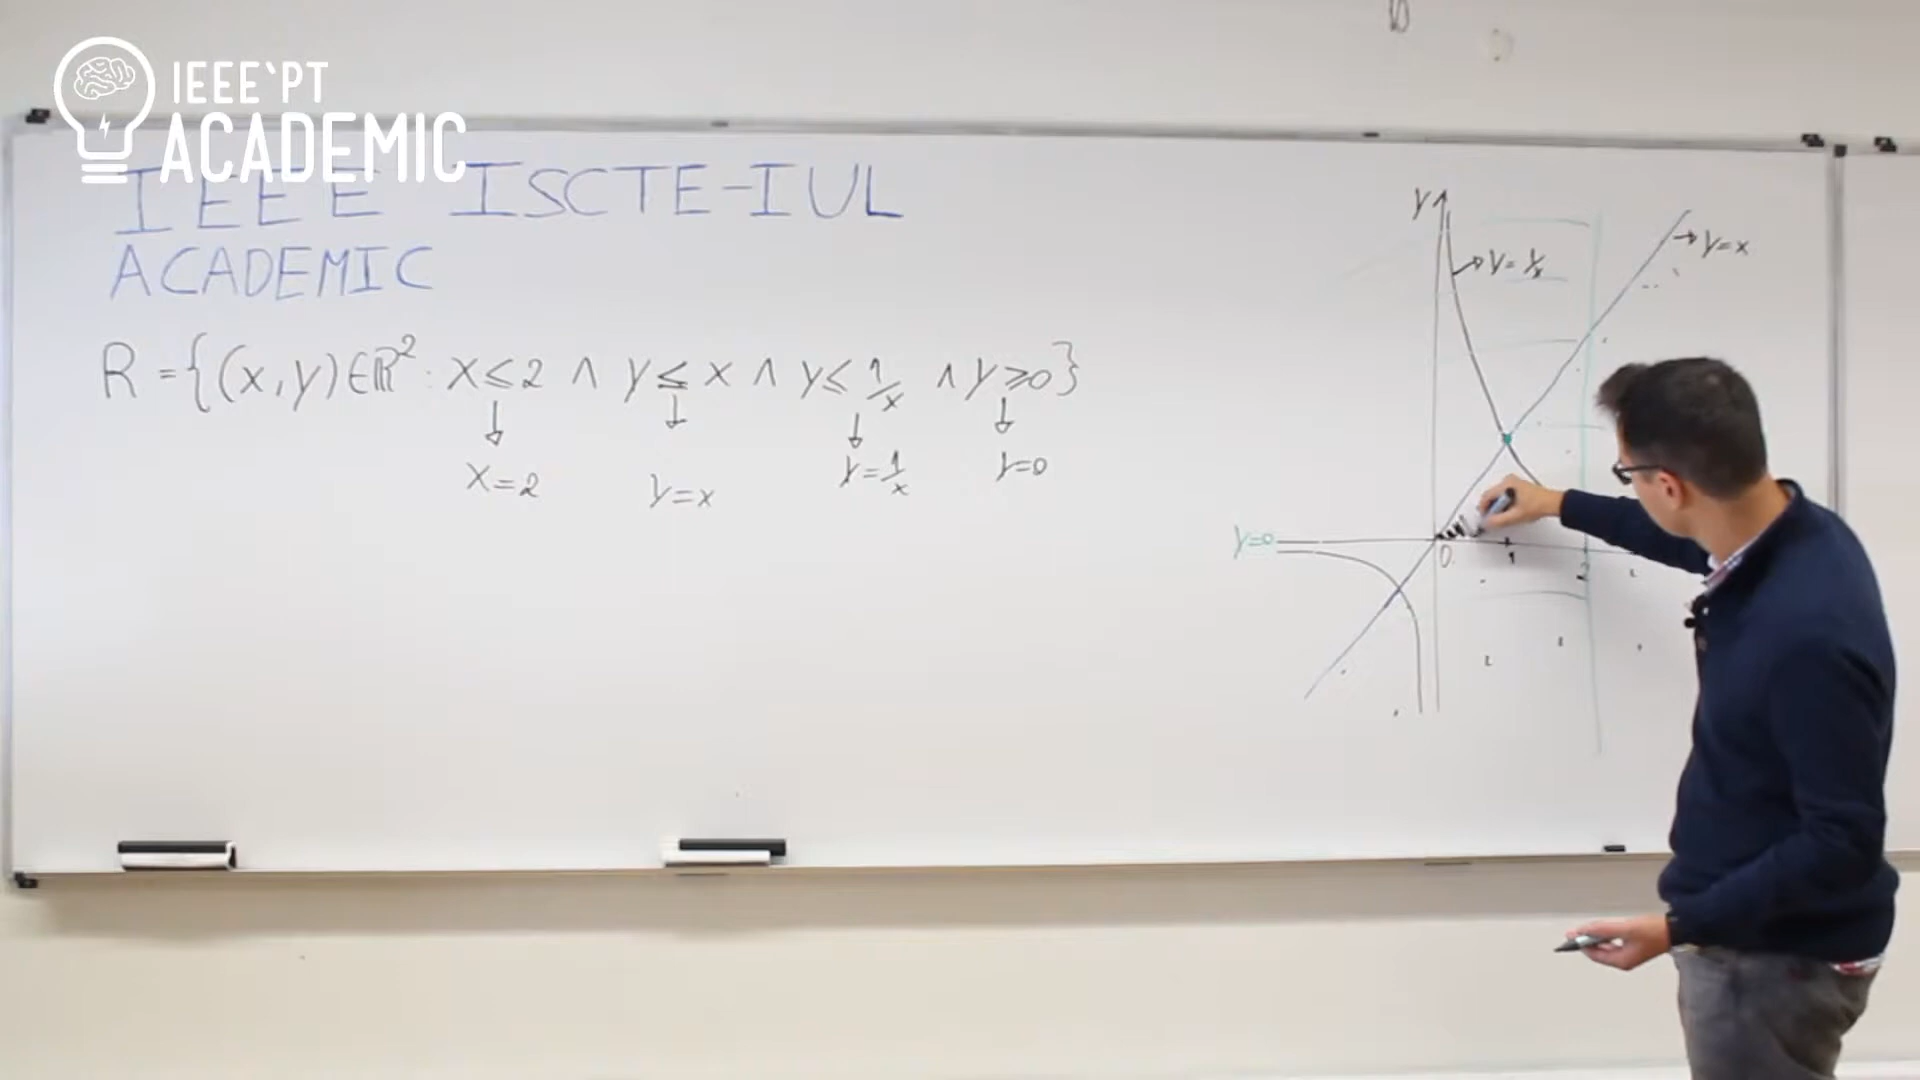 IEEE`PT
ACADEMIC
IEEE ISCTE-IUL
ACADEMIC
R = {(x,y)∈ℝ²: x≤2 ∧ y≤x ∧ y≤1/x ∧ y≥0}
x=2 y=x y=1/x y=0
y
y=1/x
y=x
y=0
0 1 2